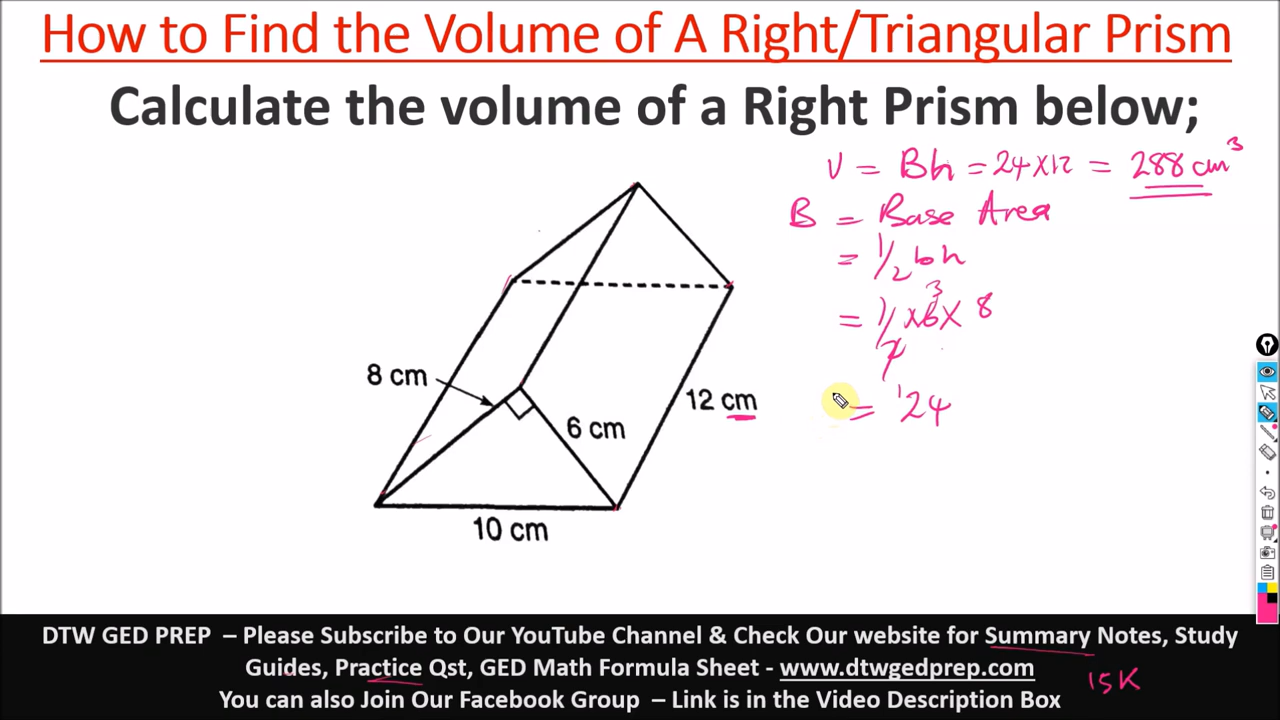 How to Find the Volume of A Right/Triangular Prism
Calculate the volume of a Right Prism below;
V = Bh = 24 X 12 = 288 cm³
B = Base Area
= 1/2 bh
= 1/2 x 6 X 8
3
1
= 24
8 cm
6 cm
12 cm
10 cm
DTW GED PREP – Please Subscribe to Our YouTube Channel & Check Our website for Summary Notes, Study
Guides, Practice Qst, GED Math Formula Sheet - www.dtwgedprep.com
You can also Join Our Facebook Group – Link is in the Video Description Box
15K